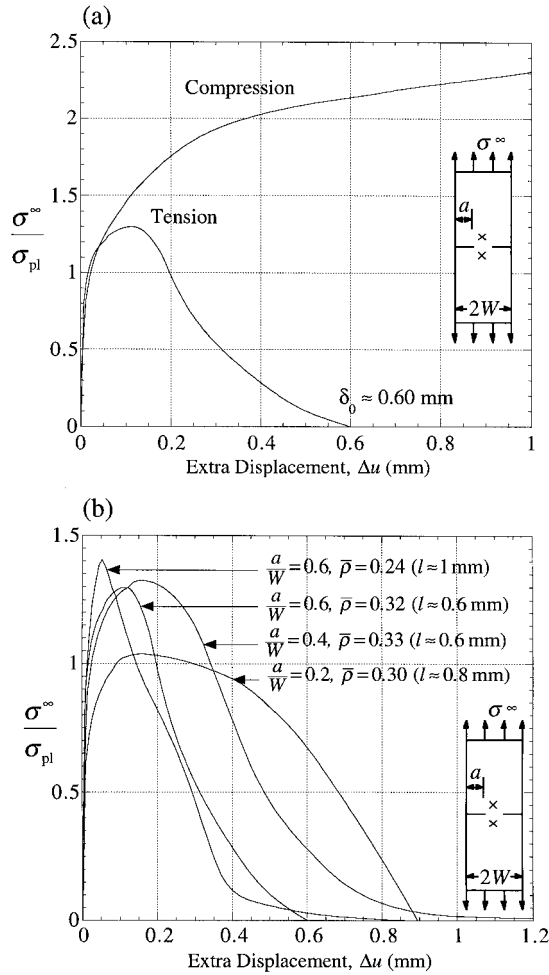 (a)
2.5
2
1.5
1
0.5
0
σ^∞
σ_pl
Compression
Tension
δ_0 ≈ 0.60 mm
σ^∞
a
× 
×
2W
0 0.2 0.4 0.6 0.8 1
Extra Displacement, Δu (mm)
(b)
1.5
1
0.5
0
σ^∞
σ_pl
a/W = 0.6, ρ̅ = 0.24 (l ≈ 1 mm)
a/W = 0.6, ρ̅ = 0.32 (l ≈ 0.6 mm)
a/W = 0.4, ρ̅ = 0.33 (l ≈ 0.6 mm)
a/W = 0.2, ρ̅ = 0.30 (l ≈ 0.8 mm)
σ^∞
a
×
×
2W
0 0.2 0.4 0.6 0.8 1 1.2
Extra Displacement, Δu (mm)